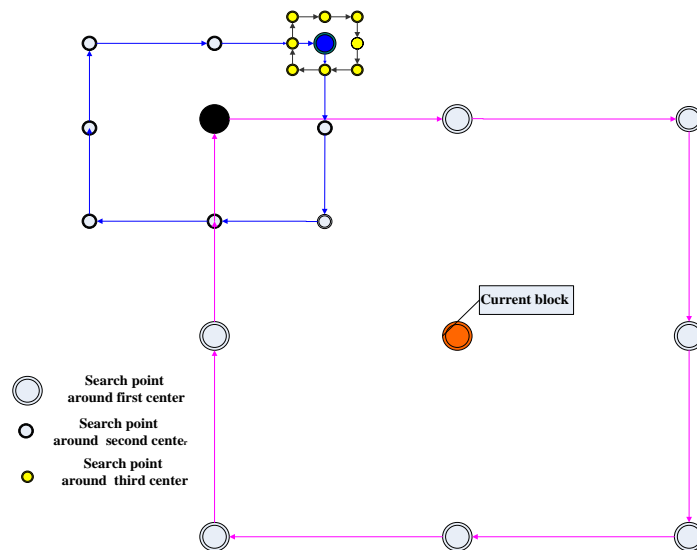 Current block
Search point
around first center
Search point
around second center
Search point
around third center